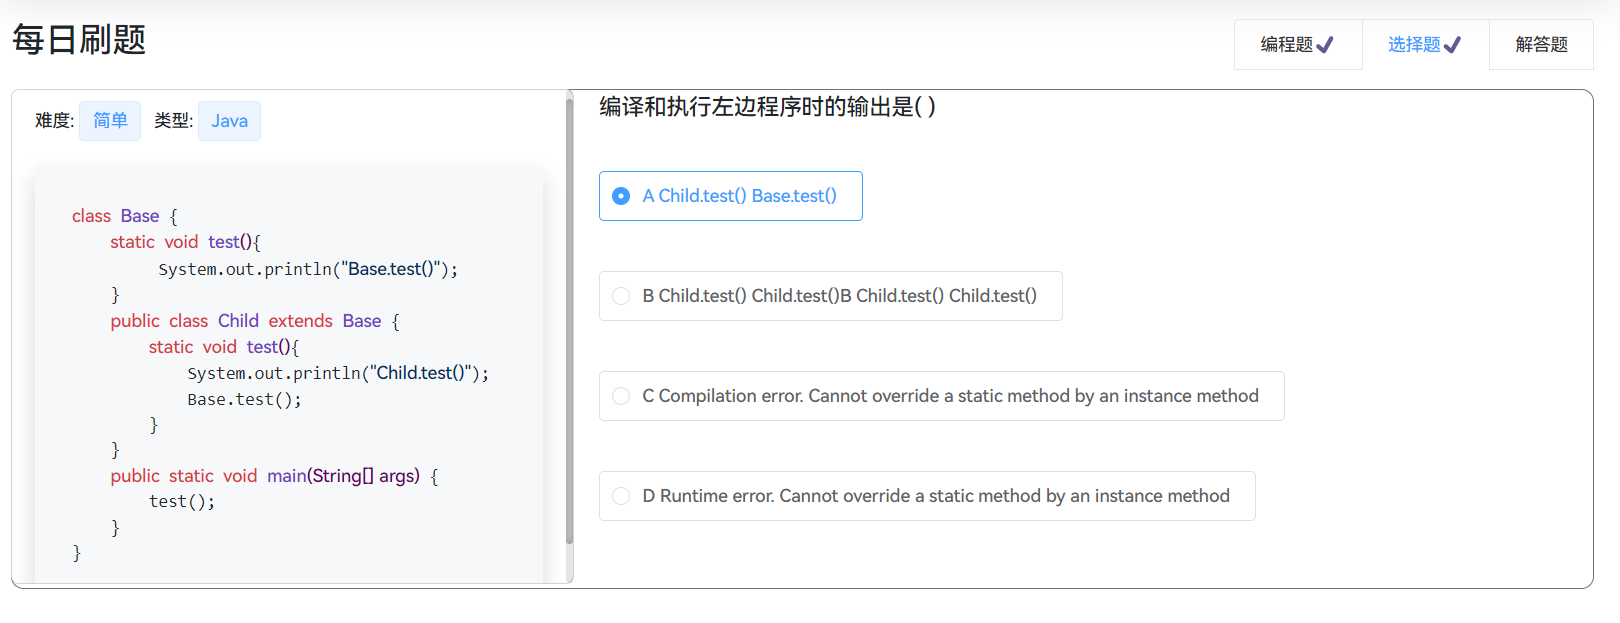 每日刷题
编程题✔
选择题✔
解答题
难度: 简单 类型: Java
class Base {
    static void test(){
         System.out.println("Base.test()");
    }
    public class Child extends Base {
        static void test(){
            System.out.println("Child.test()");
            Base.test();
        }
    }
    public static void main(String[] args) {
        test();
    }
}
编译和执行左边程序时的输出是( )
A Child.test() Base.test()
B Child.test() Child.test()B Child.test() Child.test()
C Compilation error. Cannot override a static method by an instance method
D Runtime error. Cannot override a static method by an instance method